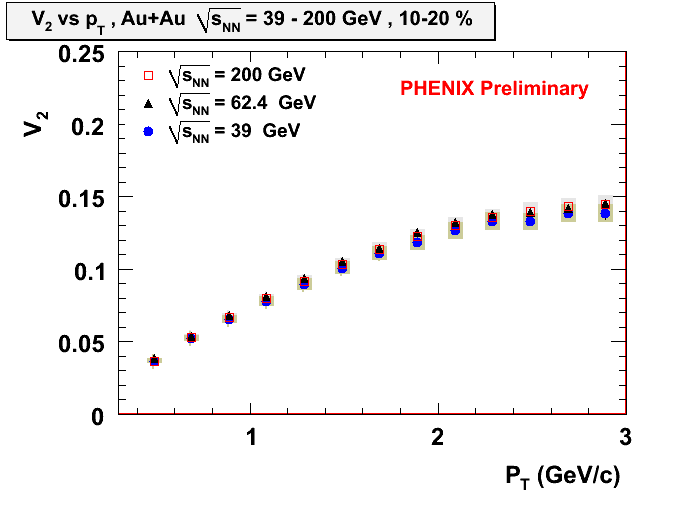 V2 vs pT , Au+Au √sNN = 39 - 200 GeV , 10-20 %
0.25
0.2
0.15
0.1
0.05
0
V2
√sNN = 200 GeV
√sNN = 62.4 GeV
√sNN = 39 GeV
PHENIX Preliminary
1
2
3
PT (GeV/c)